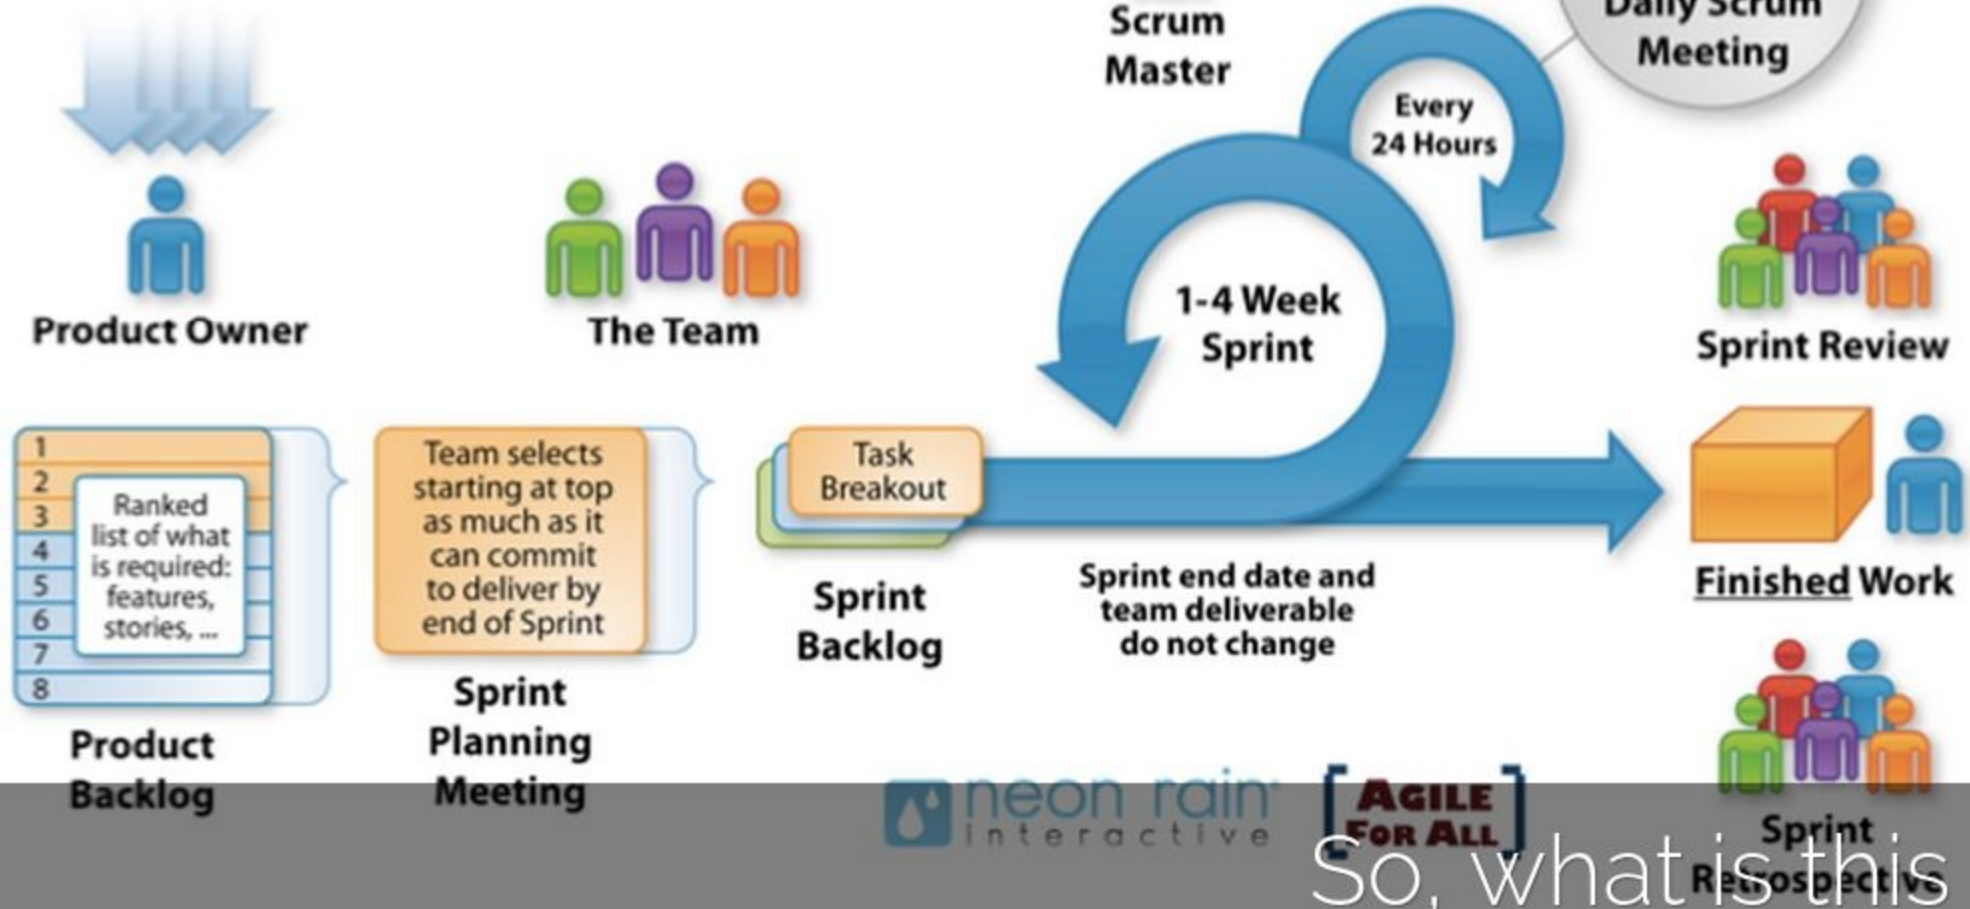 Scrum
Master
Daily Scrum
Meeting
Every
24 Hours
Product Owner
The Team
1-4 Week
Sprint
Sprint Review
1
2
3
4
5
6
7
8
Ranked
list of what
is required:
features,
stories, ...
Product
Backlog
Team selects
starting at top
as much as it
can commit
to deliver by
end of Sprint
Sprint
Planning
Meeting
Task
Breakout
Sprint
Backlog
Sprint end date and
team deliverable
do not change
Finished Work
neon rain
interactive
AGILE
FOR ALL
Sprint
Retrospective
So, what is this